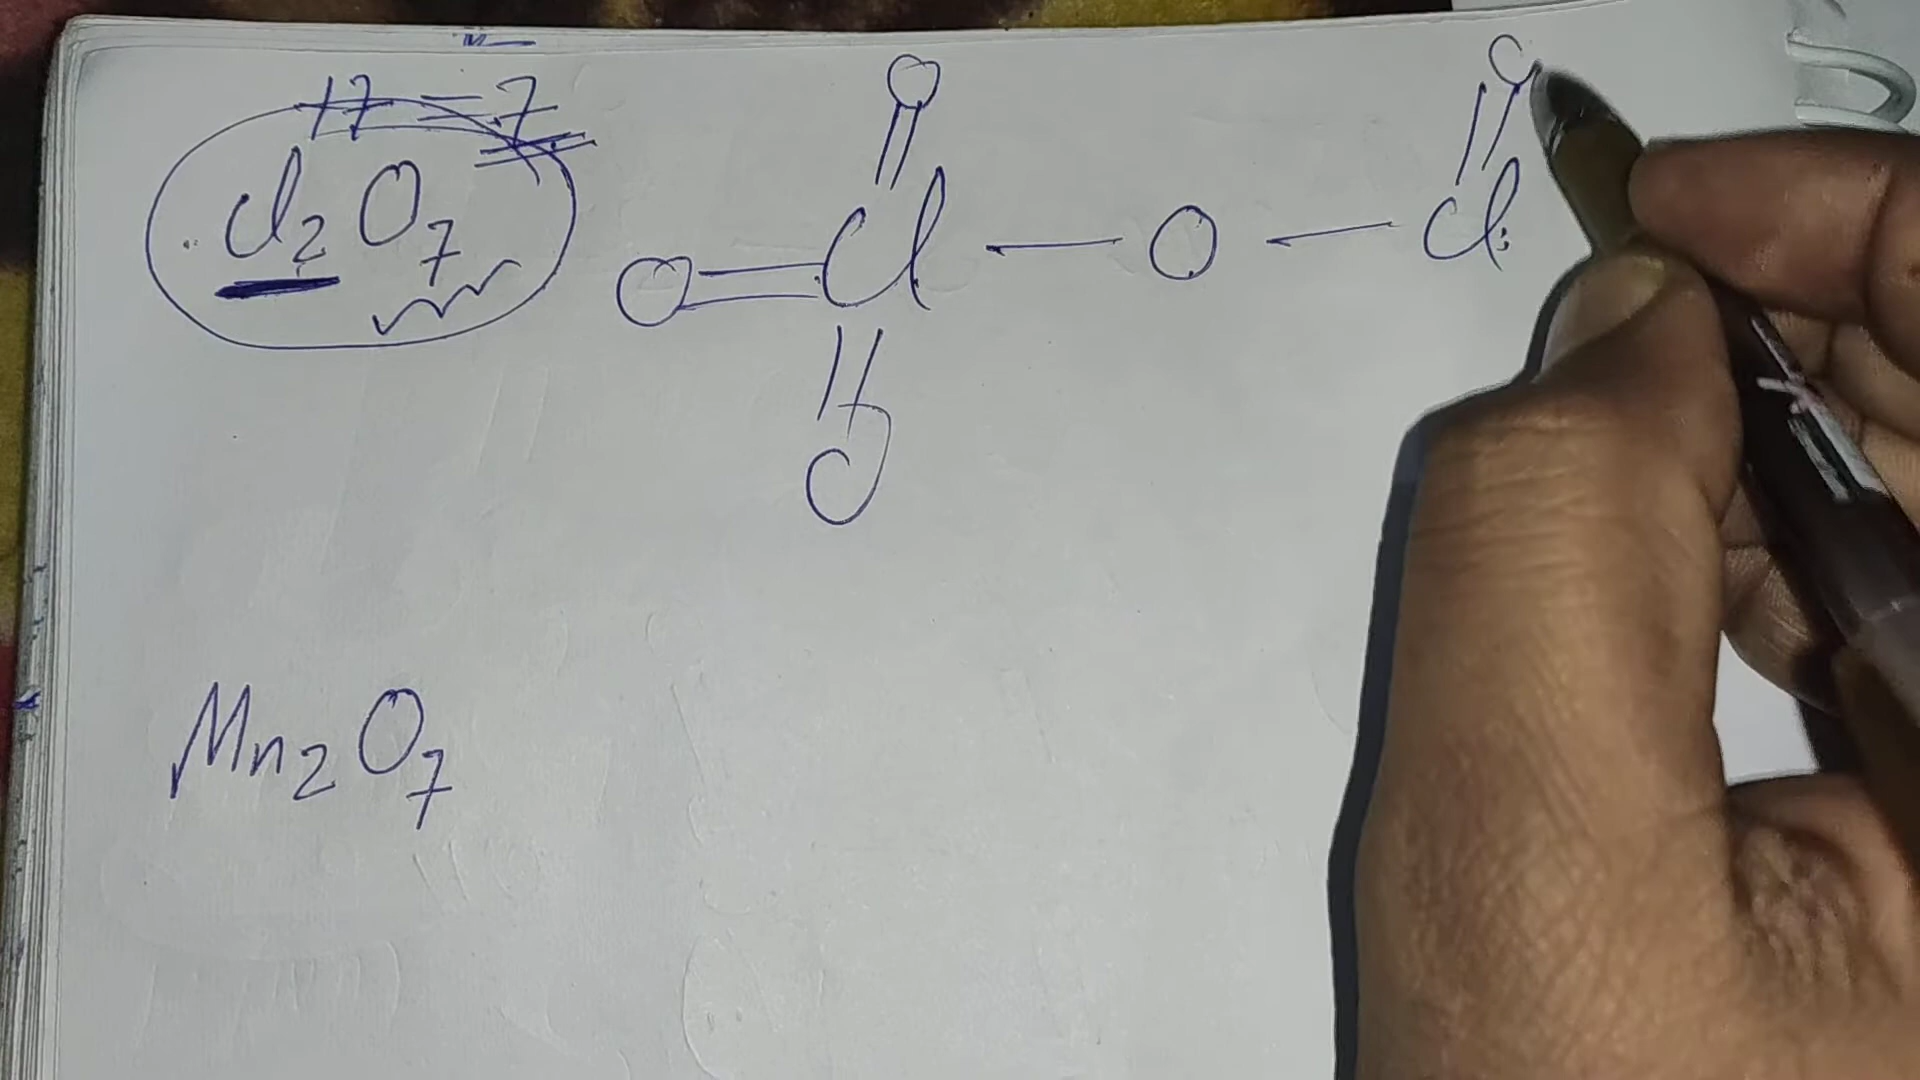 17 = 7
Cl2O7
O
O = Cl — O — Cl
O
O
Mn2O7